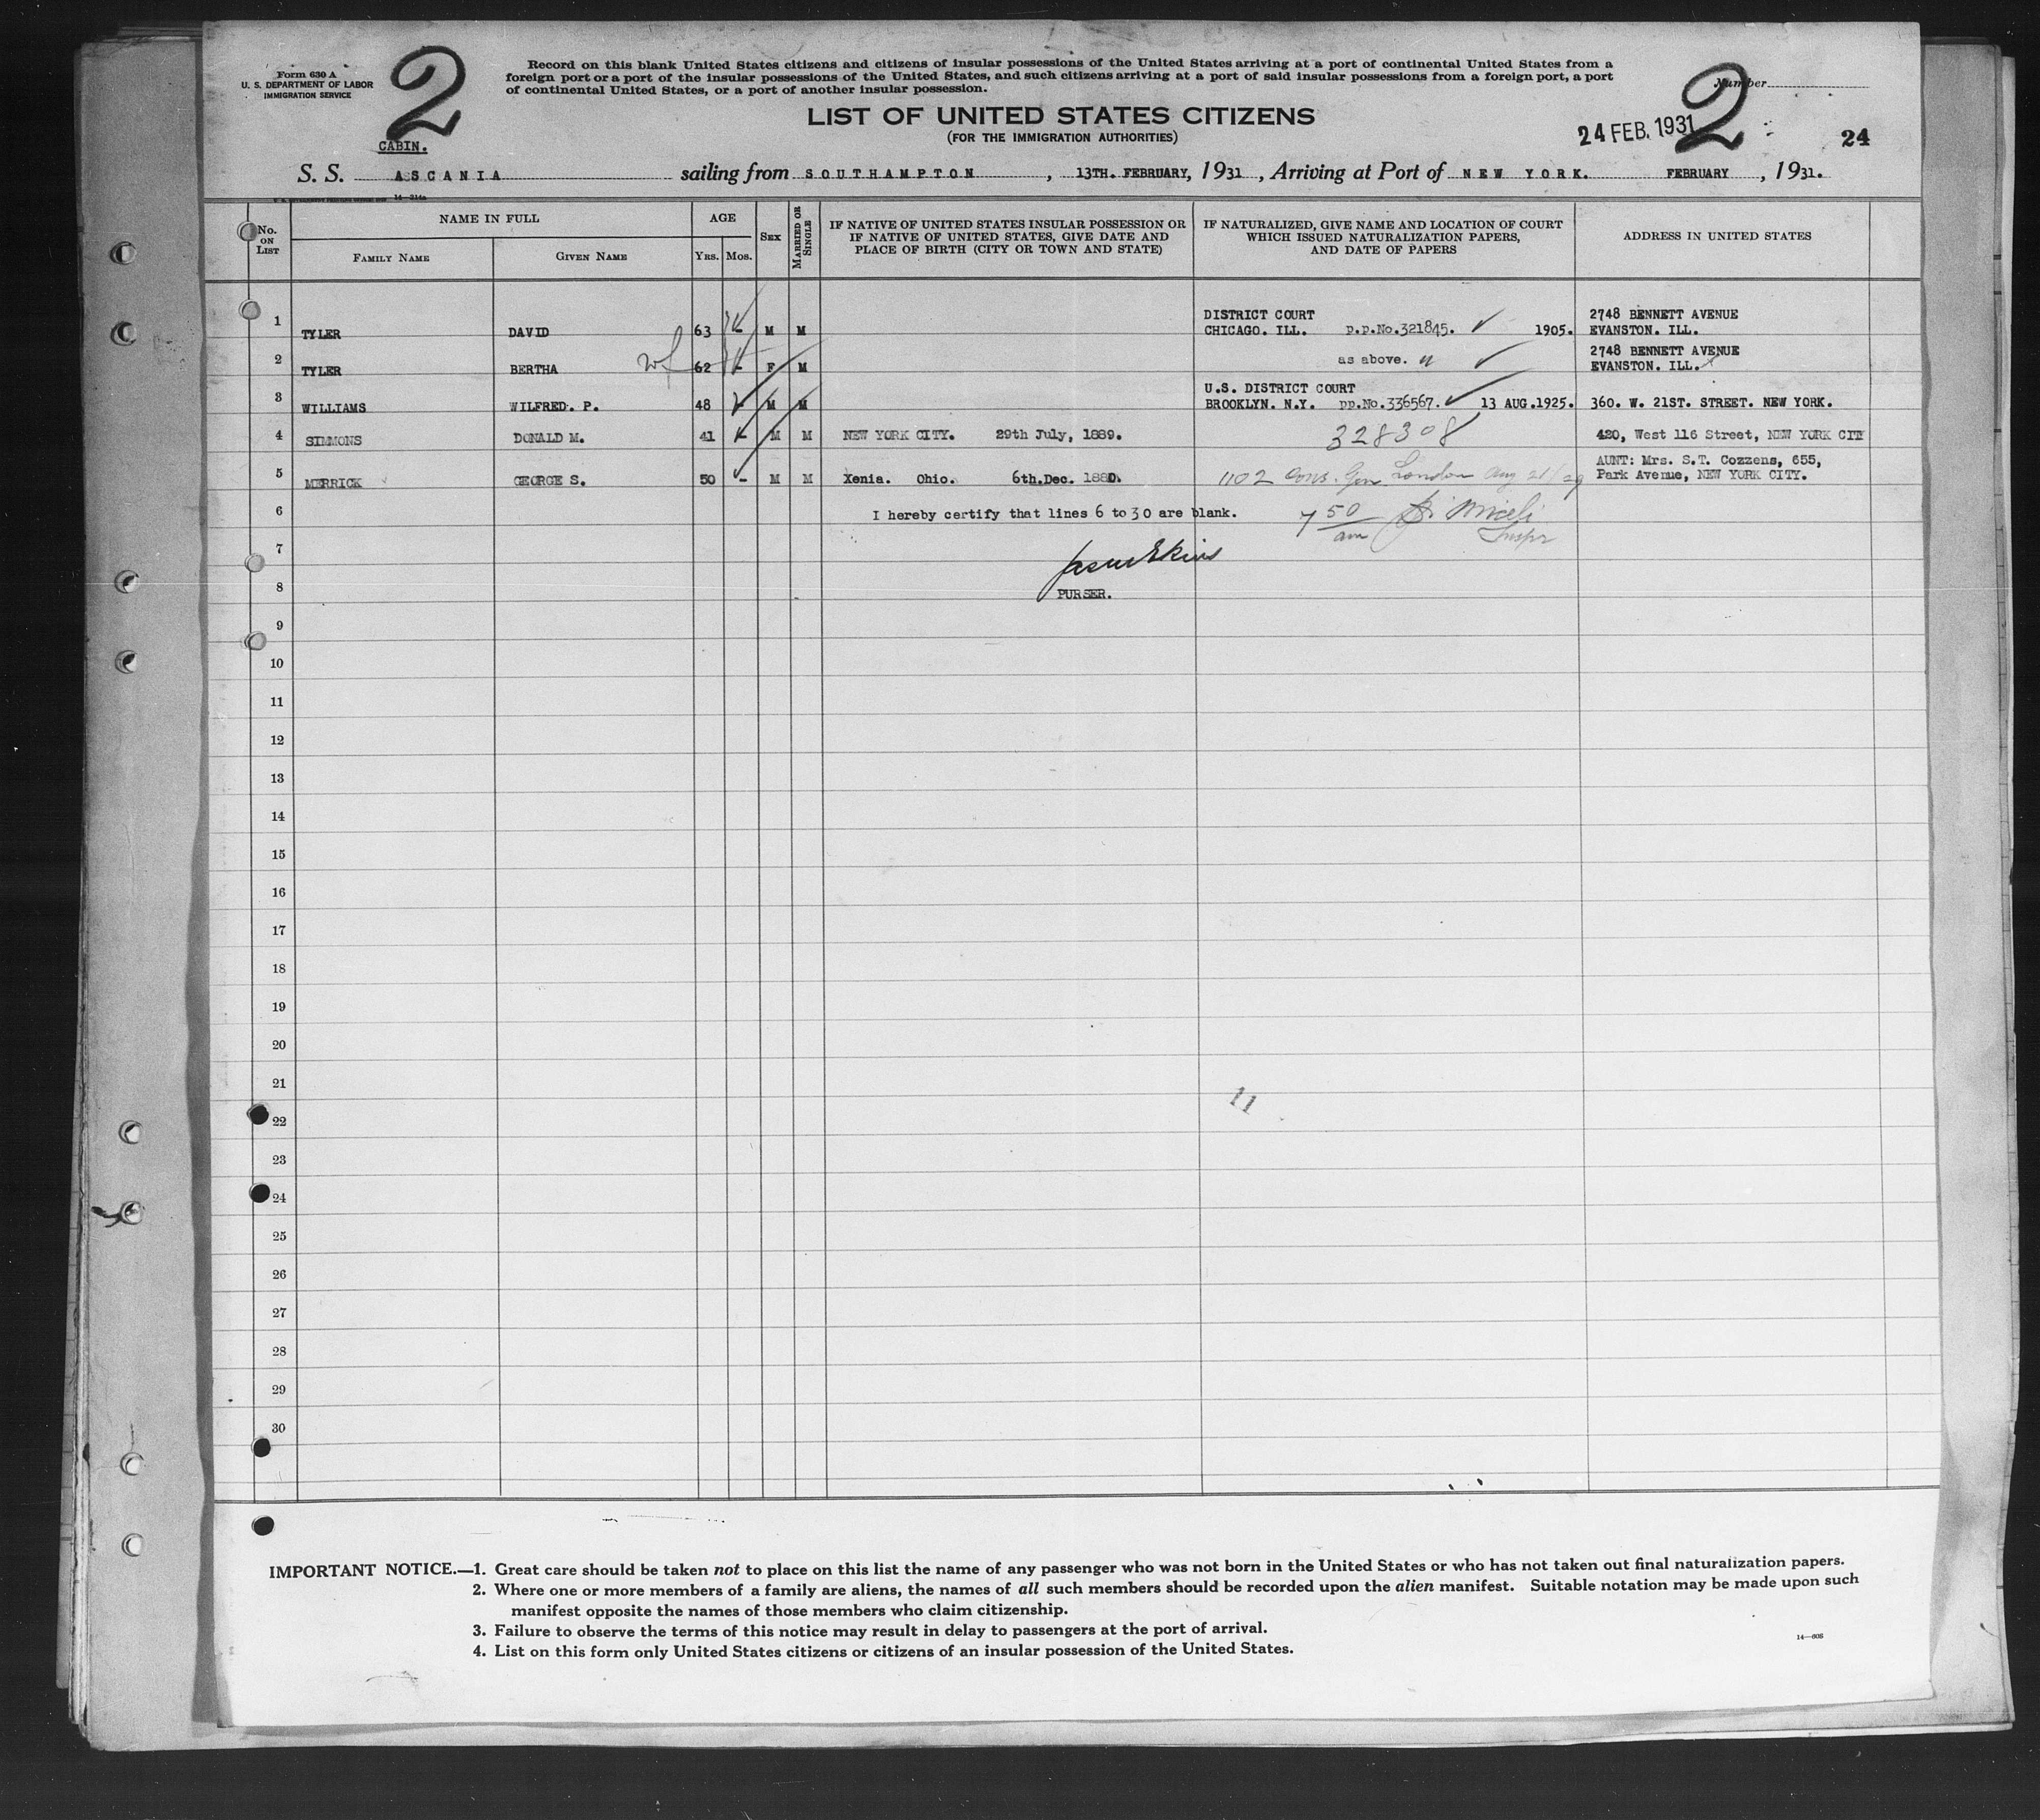 Form 630 A
U. S. DEPARTMENT OF LABOR
IMMIGRATION SERVICE
2
CABIN.
Record on this blank United States citizens and citizens of insular possessions of the United States arriving at a port of continental United States from a
foreign port or a port of the insular possessions of the United States, and such citizens arriving at a port of said insular possessions from a foreign port, a port
of continental United States, or a port of another insular possession.
Number
LIST OF UNITED STATES CITIZENS
(FOR THE IMMIGRATION AUTHORITIES)
24 FEB. 1931
2
24
S. S. ASCANIA sailing from SOUTHAMPTON, 13TH. FEBRUARY, 1931, Arriving at Port of NEW YORK. FEBRUARY, 1931.
No. ON LIST
NAME IN FULL
FAMILY NAME
GIVEN NAME
AGE
YRS. MOS.
SEX
MARRIED OR SINGLE
IF NATIVE OF UNITED STATES INSULAR POSSESSION OR
IF NATIVE OF UNITED STATES, GIVE DATE AND
PLACE OF BIRTH (CITY OR TOWN AND STATE)
IF NATURALIZED, GIVE NAME AND LOCATION OF COURT
WHICH ISSUED NATURALIZATION PAPERS,
AND DATE OF PAPERS
ADDRESS IN UNITED STATES
DISTRICT COURT 2748 BENNETT AVENUE
1 TYLER DAVID 63 - M M CHICAGO. ILL. p.p.No.321845. 1905. EVANSTON. ILL.
2748 BENNETT AVENUE
2 TYLER BERTHA wf 62 - F M as above. EVANSTON. ILL.
U.S. DISTRICT COURT
3 WILLIAMS WILFRED. P. 48 - M M BROOKLYN. N.Y. pp.No.336567. 13 AUG.1925. 360. W. 21ST. STREET. NEW YORK.
4 SIMMONS DONALD M. 41 - M M NEW YORK CITY. 29th July, 1889. 328308 420, West 116 Street, NEW YORK CIT
AUNT: Mrs. S.T. Cozzens, 655,
5 MERRICK GEORGE S. 50 - M M Xenia. Ohio. 6th.Dec. 1880. 1102 Cons. Gen. London Aug 21/29 Park Avenue, NEW YORK CITY.
6 I hereby certify that lines 6 to 30 are blank. 7 50 am Miceli
Inspr
7
8 PURSER.
9
10
11
12
13
14
15
16
17
18
19
20
21
11
22
23
24
25
26
27
28
29
30
IMPORTANT NOTICE.—1. Great care should be taken not to place on this list the name of any passenger who was not born in the United States or who has not taken out final naturalization papers.
2. Where one or more members of a family are aliens, the names of all such members should be recorded upon the alien manifest. Suitable notation may be made upon such
manifest opposite the names of those members who claim citizenship.
3. Failure to observe the terms of this notice may result in delay to passengers at the port of arrival.
4. List on this form only United States citizens or citizens of an insular possession of the United States.